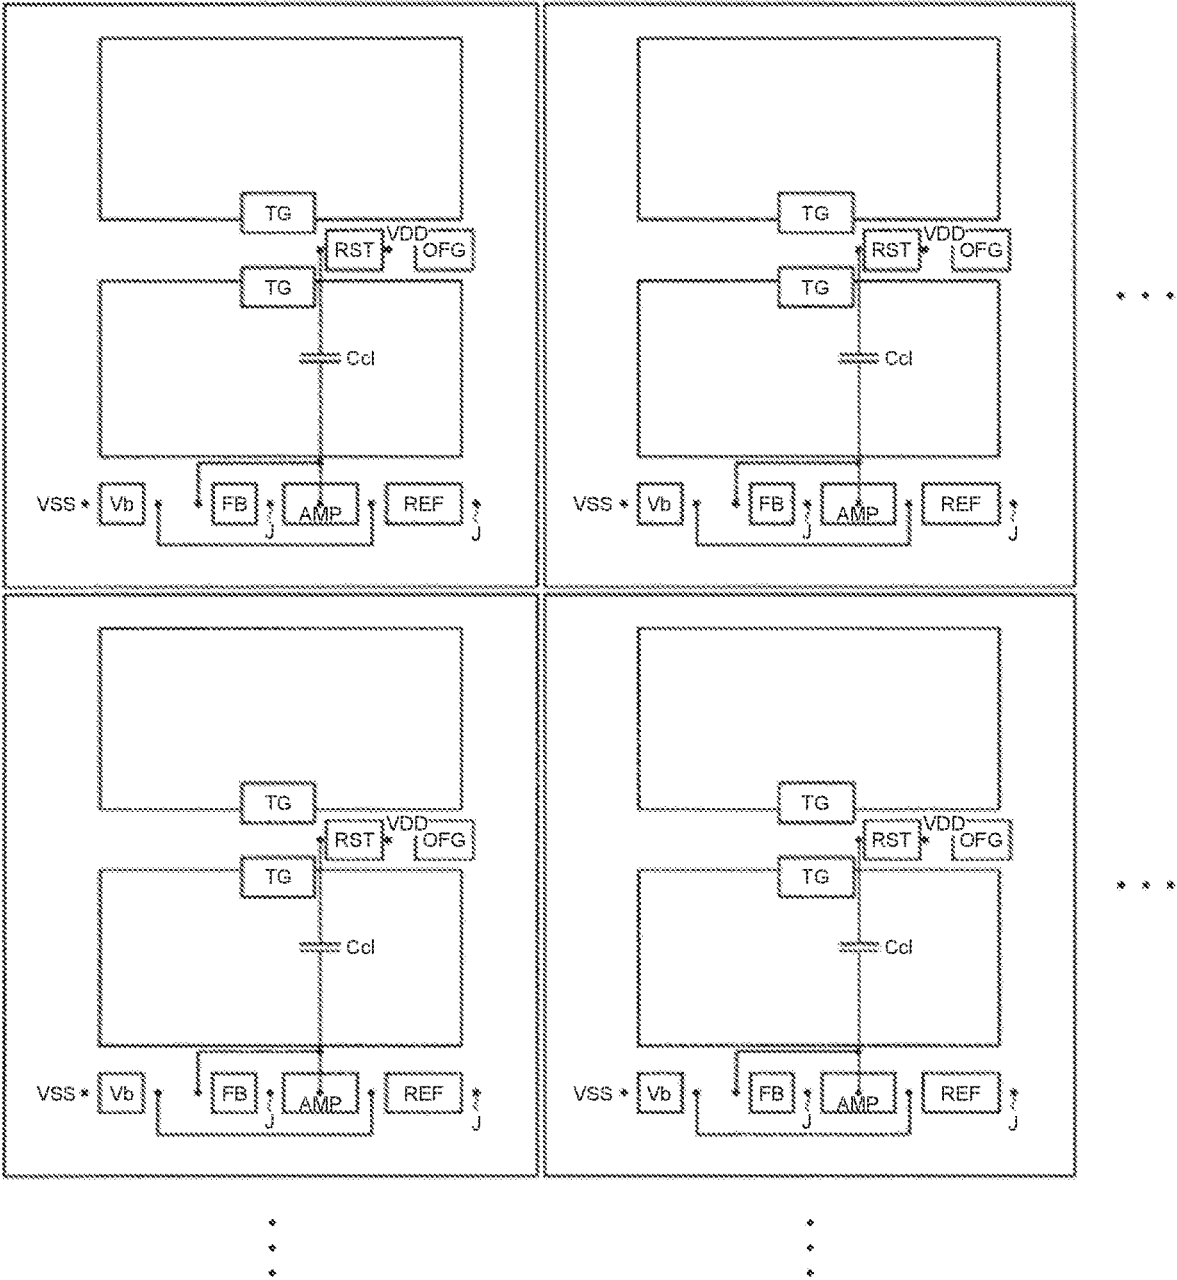 TG TG
VDD VDD
RST OFG RST OFG
TG TG
Ccl Ccl
VSS Vb FB AMP REF VSS Vb FB AMP REF
J J J J
TG TG
VDD VDD
RST OFG RST OFG
TG TG
Ccl Ccl
VSS Vb FB AMP REF VSS Vb FB AMP REF
J J J J